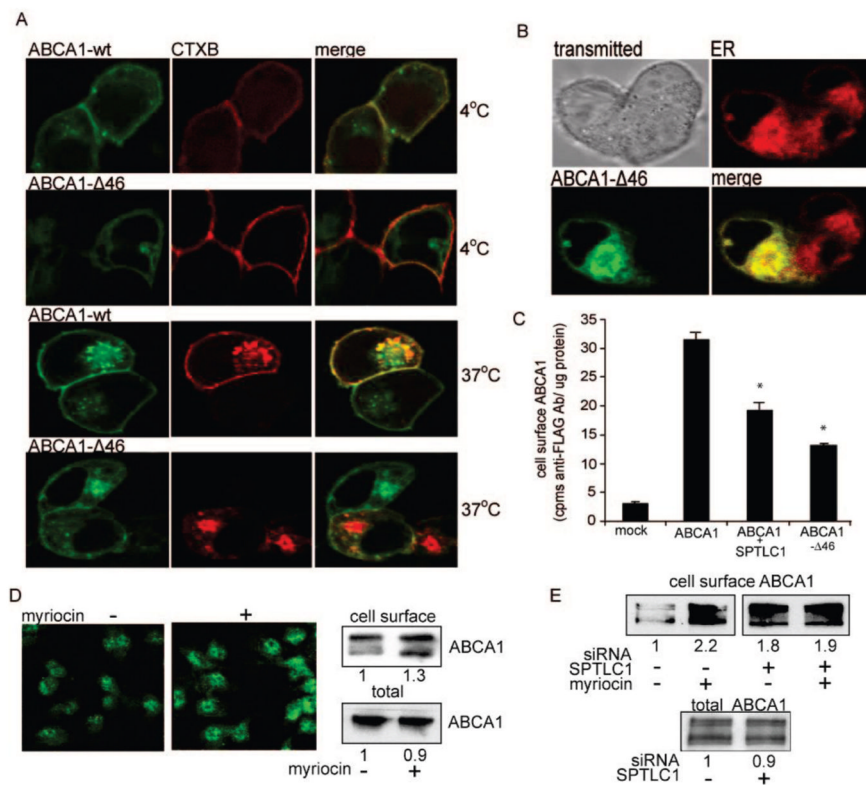 A
ABCA1-wt CTXB merge
4°C
ABCA1-Δ46
4°C
ABCA1-wt
37°C
ABCA1-Δ46
37°C
B
transmitted ER
ABCA1-Δ46 merge
C
cell surface ABCA1
(cpms anti-FLAG Ab/ ug protein)
35
30
25
20
15
10
5
0
*
*
mock
ABCA1
ABCA1
+
SPTLC1
ABCA1
-Δ46
D
myriocin - +
cell surface
ABCA1
1 1.3
total
ABCA1
1 0.9
myriocin - +
E
cell surface ABCA1
1 2.2 1.8 1.9
siRNA
SPTLC1 - - + +
myriocin - + - +
total ABCA1
siRNA 1 0.9
SPTLC1 - +